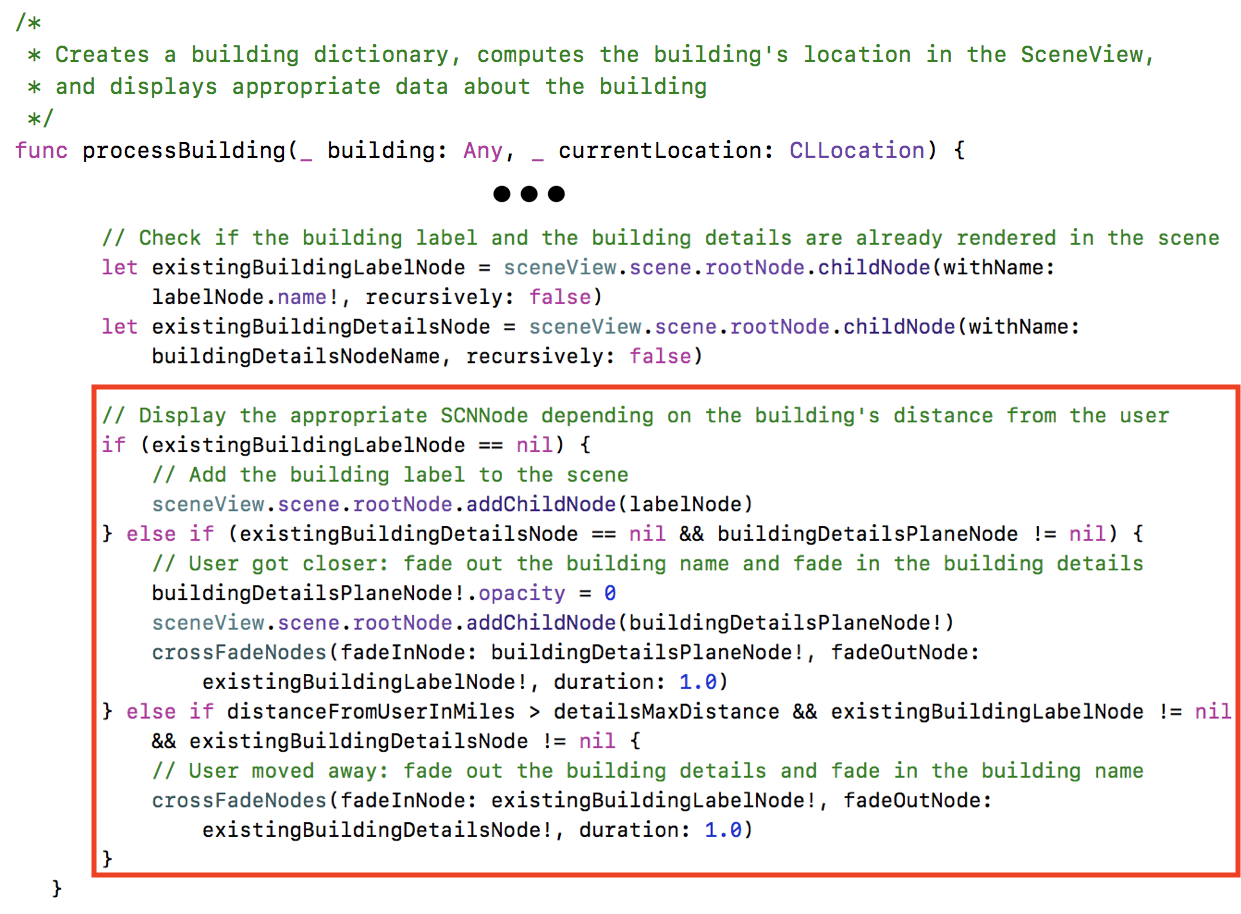 /*
 * Creates a building dictionary, computes the building's location in the SceneView,
 * and displays appropriate data about the building
 */
func processBuilding(_ building: Any, _ currentLocation: CLLocation) {
●●●
// Check if the building label and the building details are already rendered in the scene
let existingBuildingLabelNode = sceneView.scene.rootNode.childNode(withName:
labelNode.name!, recursively: false)
let existingBuildingDetailsNode = sceneView.scene.rootNode.childNode(withName:
buildingDetailsNodeName, recursively: false)
// Display the appropriate SCNNode depending on the building's distance from the user
if (existingBuildingLabelNode == nil) {
// Add the building label to the scene
sceneView.scene.rootNode.addChildNode(labelNode)
} else if (existingBuildingDetailsNode == nil && buildingDetailsPlaneNode != nil) {
// User got closer: fade out the building name and fade in the building details
buildingDetailsPlaneNode!.opacity = 0
sceneView.scene.rootNode.addChildNode(buildingDetailsPlaneNode!)
crossFadeNodes(fadeInNode: buildingDetailsPlaneNode!, fadeOutNode:
existingBuildingLabelNode!, duration: 1.0)
} else if distanceFromUserInMiles > detailsMaxDistance && existingBuildingLabelNode != nil
&& existingBuildingDetailsNode != nil {
// User moved away: fade out the building details and fade in the building name
crossFadeNodes(fadeInNode: existingBuildingLabelNode!, fadeOutNode:
existingBuildingDetailsNode!, duration: 1.0)
}
}